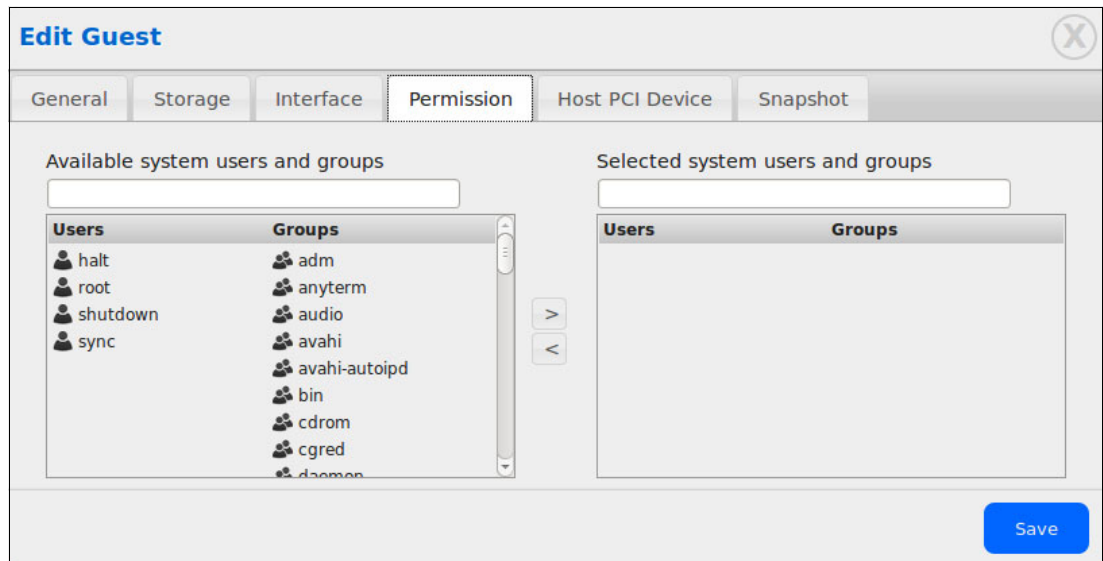 Edit Guest
X
General Storage Interface Permission Host PCI Device Snapshot
Available system users and groups
Users Groups
halt adm
root anyterm
shutdown audio
sync avahi
avahi-autoipd
bin
cdrom
cgred
daemon
>
<
Selected system users and groups
Users Groups
Save